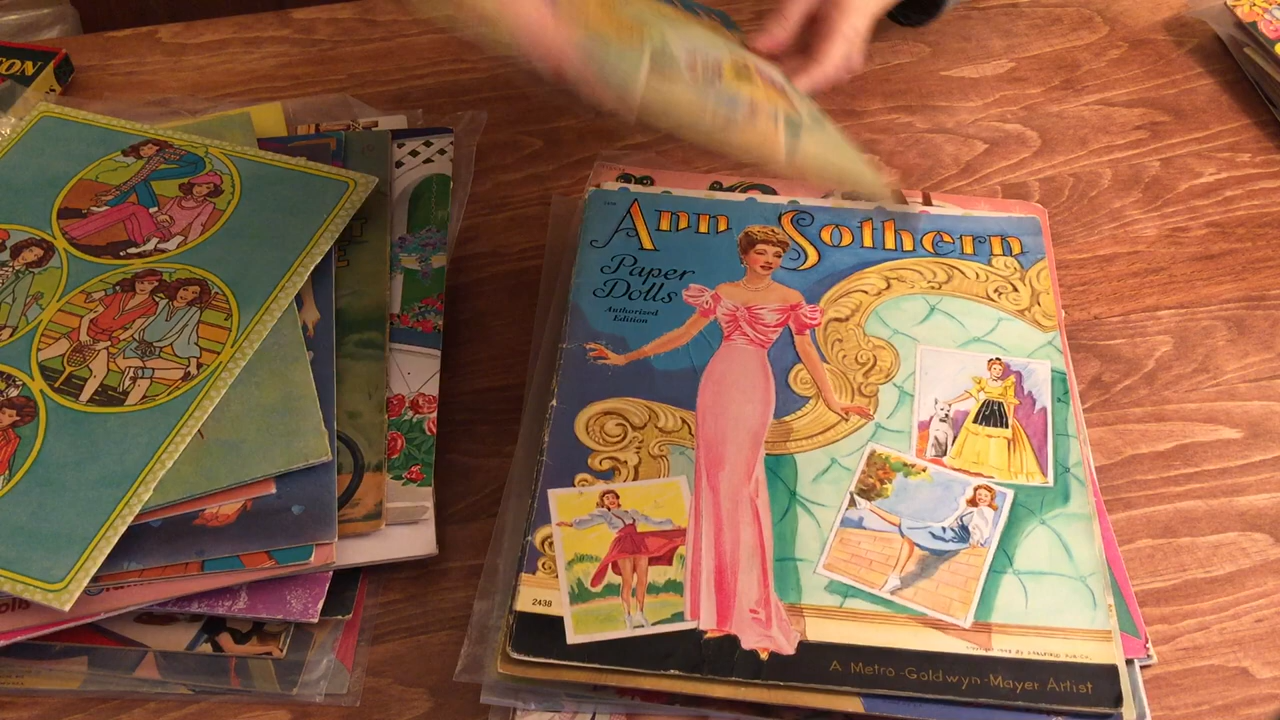 Ann Sothern
Paper
Dolls
Authorized
Edition
2438
A Metro-Goldwyn-Mayer Artist